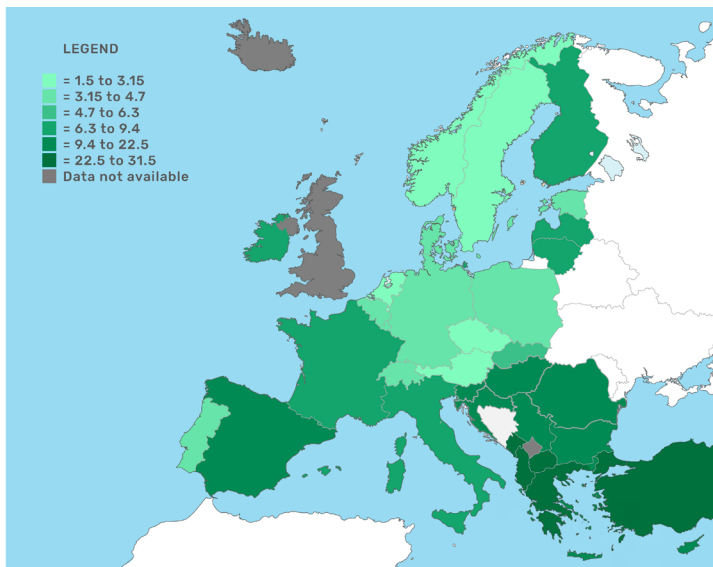 LEGEND
= 1.5 to 3.15
= 3.15 to 4.7
= 4.7 to 6.3
= 6.3 to 9.4
= 9.4 to 22.5
= 22.5 to 31.5
Data not available